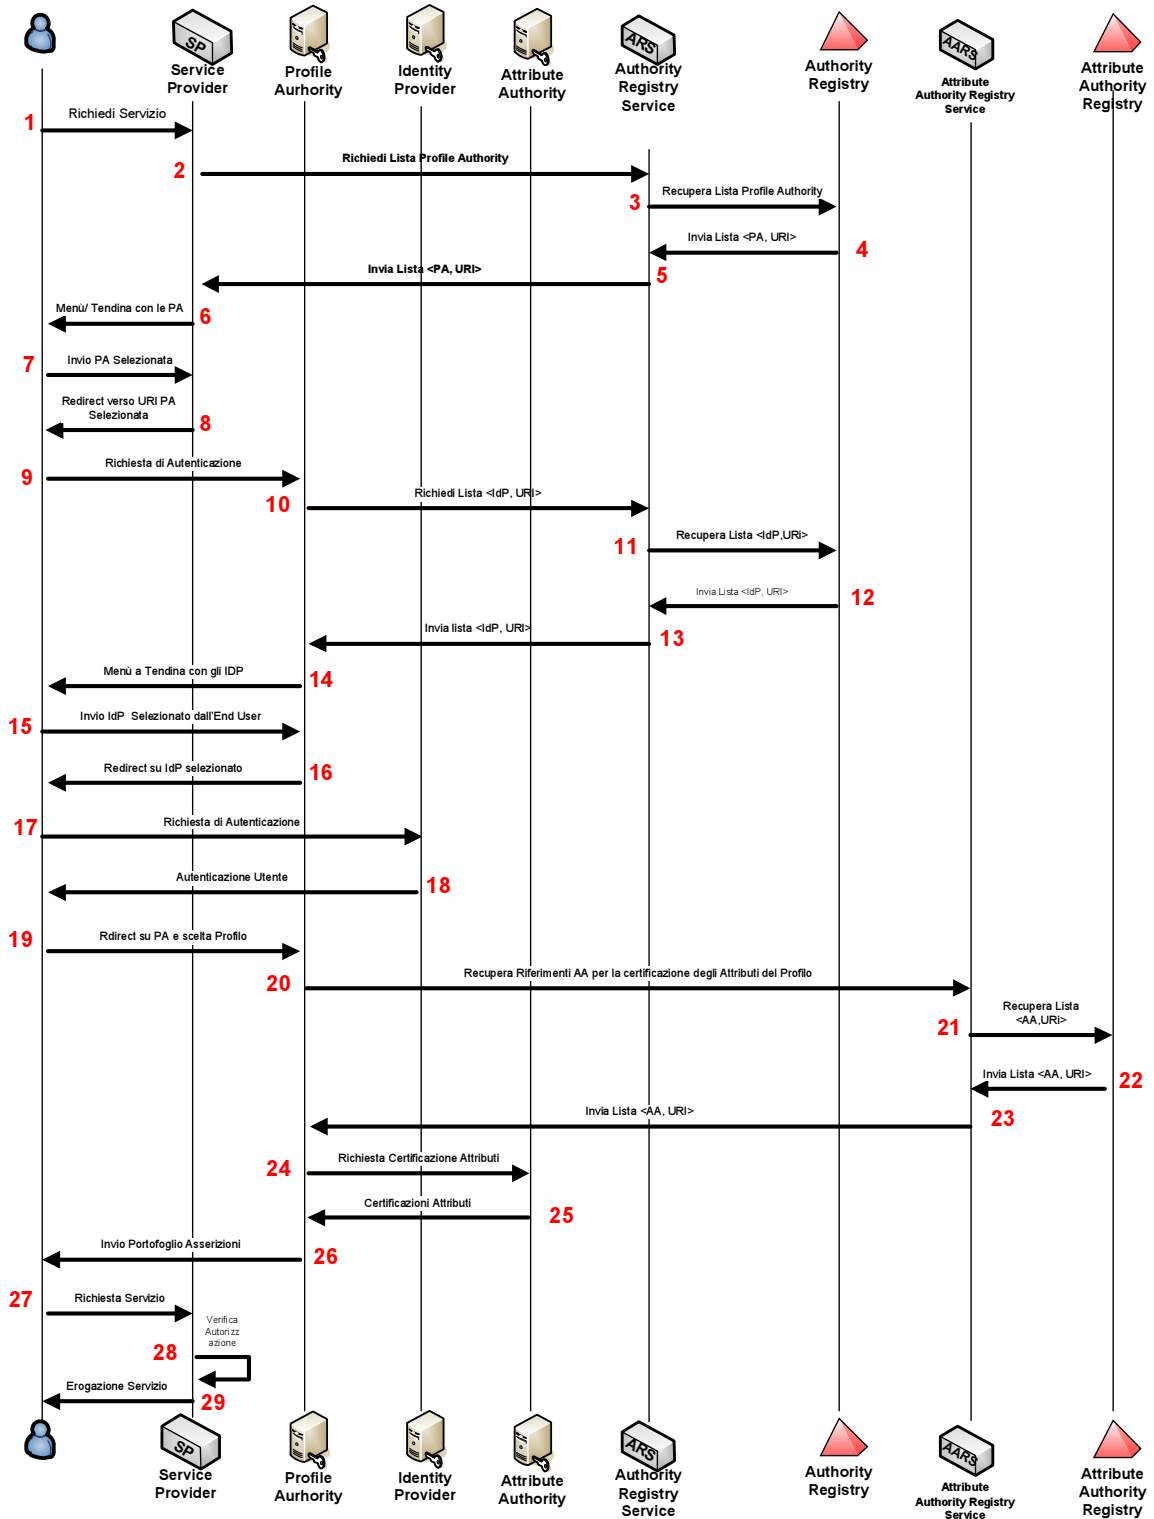 SP
ARS
AARS
Service
Provider
Profile
Aurhority
Identity
Provider
Attribute
Authority
Authority
Registry
Service
Authority
Registry
Attribute
Authority Registry
Service
Attribute
Authority
Registry
1
Richiedi Servizio
2
Richiedi Lista Profile Authority
3
Recupera Lista Profile Authority
Invia Lista <PA, URI>
4
Invia Lista <PA, URI>
5
Menù/ Tendina con le PA
6
7
Invio PA Selezionata
Redirect verso URI PA
Selezionata
8
9
Richiesta di Autenticazione
10
Richiedi Lista <IdP, URI>
11
Recupera Lista <IdP,URi>
Invia Lista <IdP, URI>
12
Invia lista <IdP, URI>
13
Menù a Tendina con gli IDP
14
15
Invio IdP Selezionato dall'End User
Redirect su IdP selezionato
16
17
Richiesta di Autenticazione
Autenticazione Utente
18
19
Rdirect su PA e scelta Profilo
20
Recupera Riferimenti AA per la certificazione degli Attributi del Profilo
21
Recupera Lista
<AA,URi>
Invia Lista <AA, URI>
22
Invia Lista <AA, URI>
23
24
Richiesta Certificazione Attributi
Certificazioni Attributi
25
Invio Portofoglio Asserizioni
26
27
Richiesta Servizio
Verifica
Autorizz
azione
28
Erogazione Servizio
29
SP
ARS
AARS
Service
Provider
Profile
Aurhority
Identity
Provider
Attribute
Authority
Authority
Registry
Service
Authority
Registry
Attribute
Authority Registry
Service
Attribute
Authority
Registry